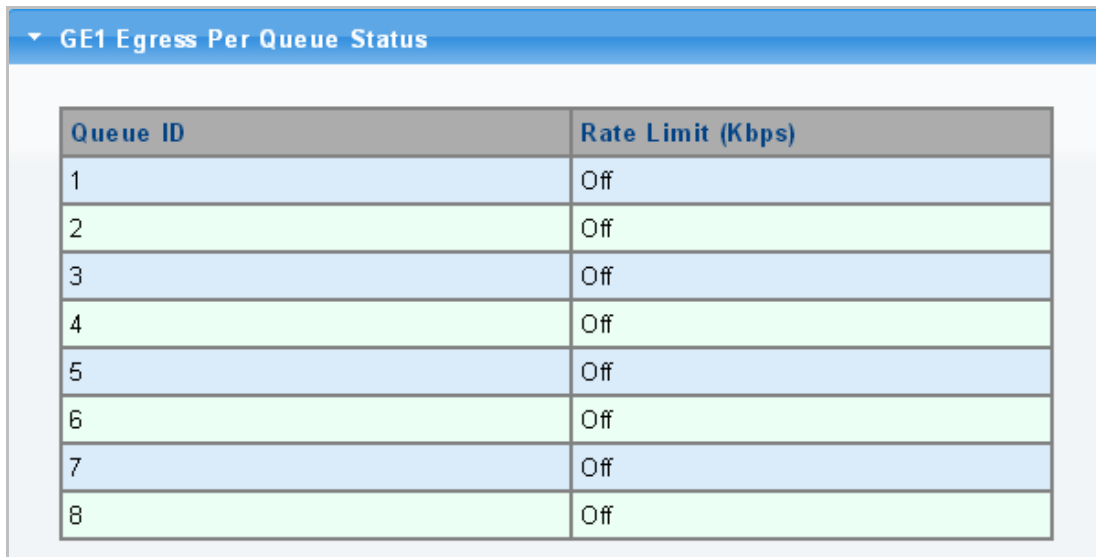 GE1 Egress Per Queue Status
Queue ID Rate Limit (Kbps)
1 Off
2 Off
3 Off
4 Off
5 Off
6 Off
7 Off
8 Off